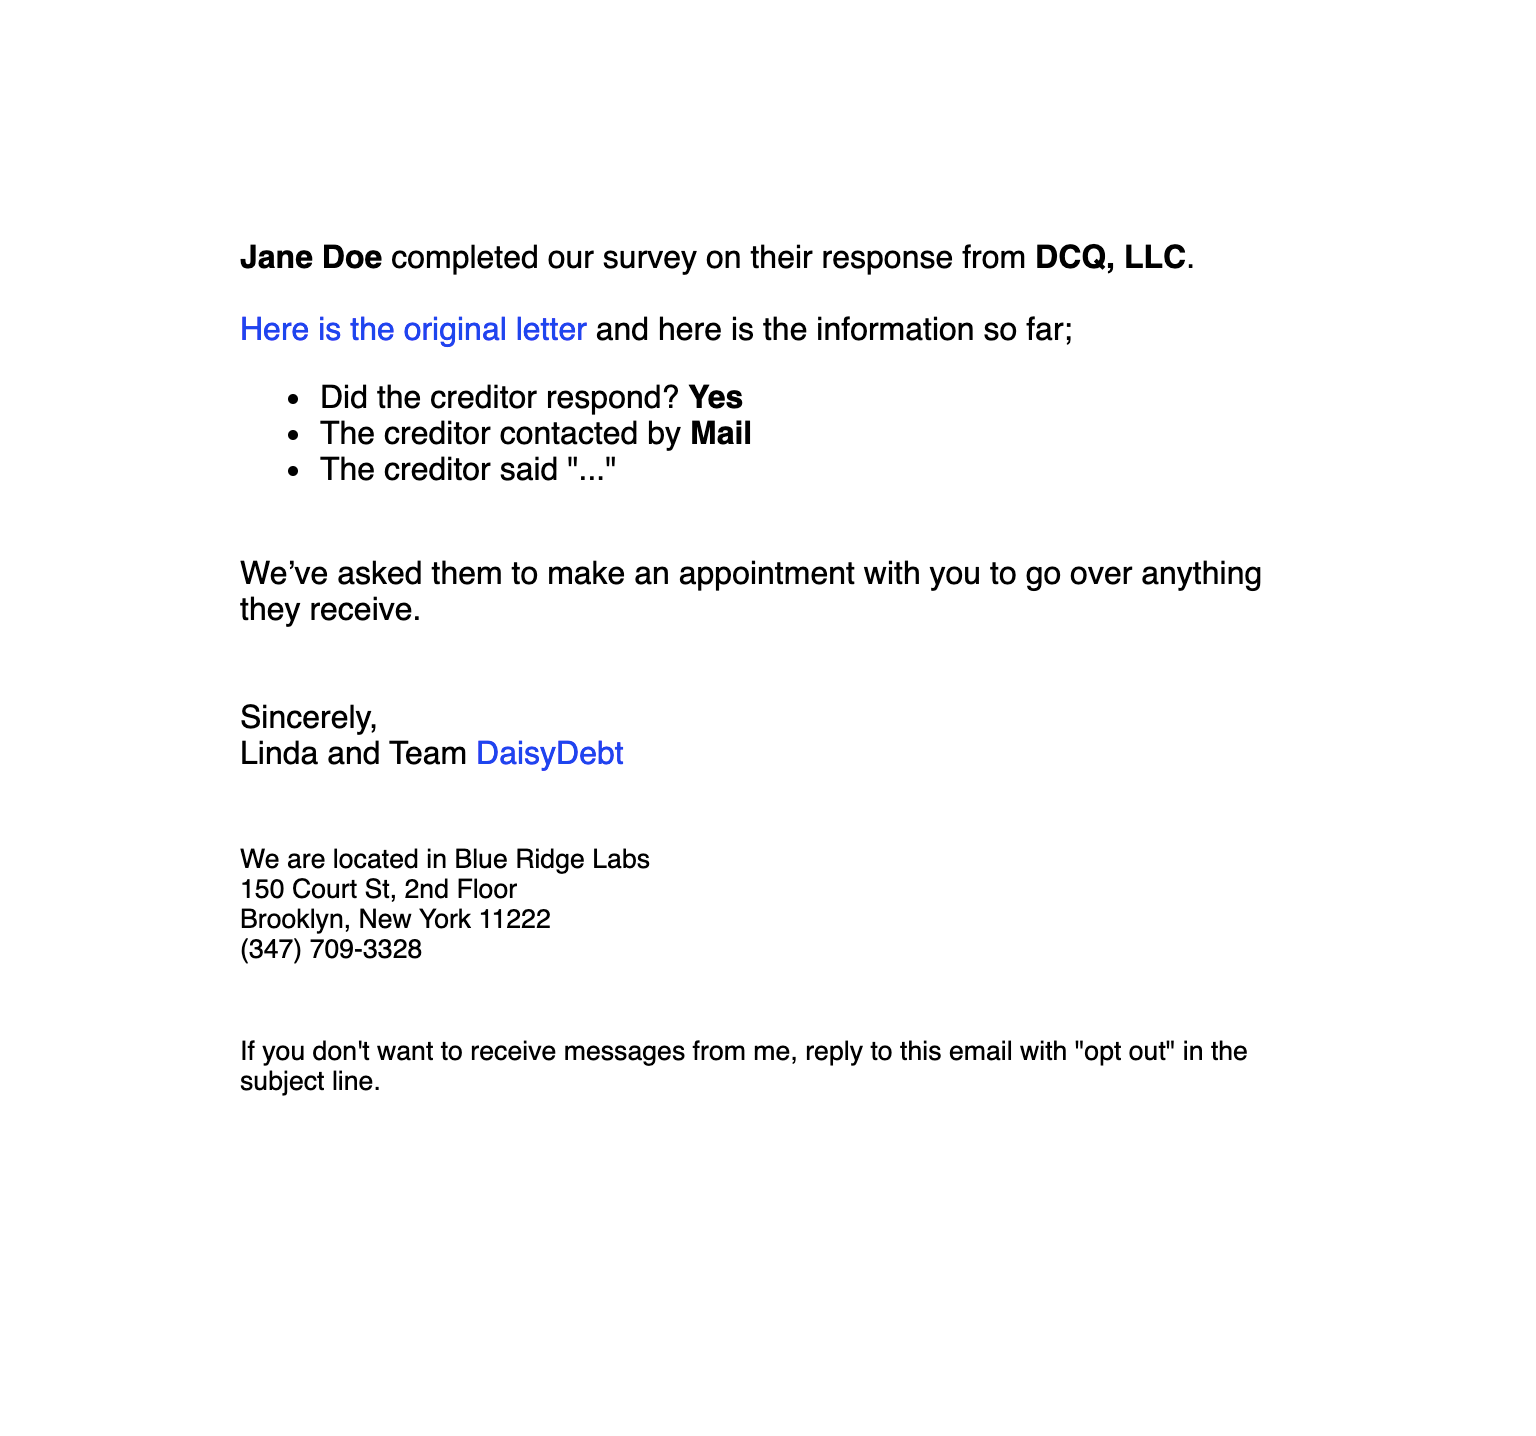 Jane Doe completed our survey on their response from DCQ, LLC.
Here is the original letter and here is the information so far;
• Did the creditor respond? Yes
• The creditor contacted by Mail
• The creditor said "..."
We’ve asked them to make an appointment with you to go over anything
they receive.
Sincerely,
Linda and Team DaisyDebt
We are located in Blue Ridge Labs
150 Court St, 2nd Floor
Brooklyn, New York 11222
(347) 709-3328
If you don't want to receive messages from me, reply to this email with "opt out" in the
subject line.